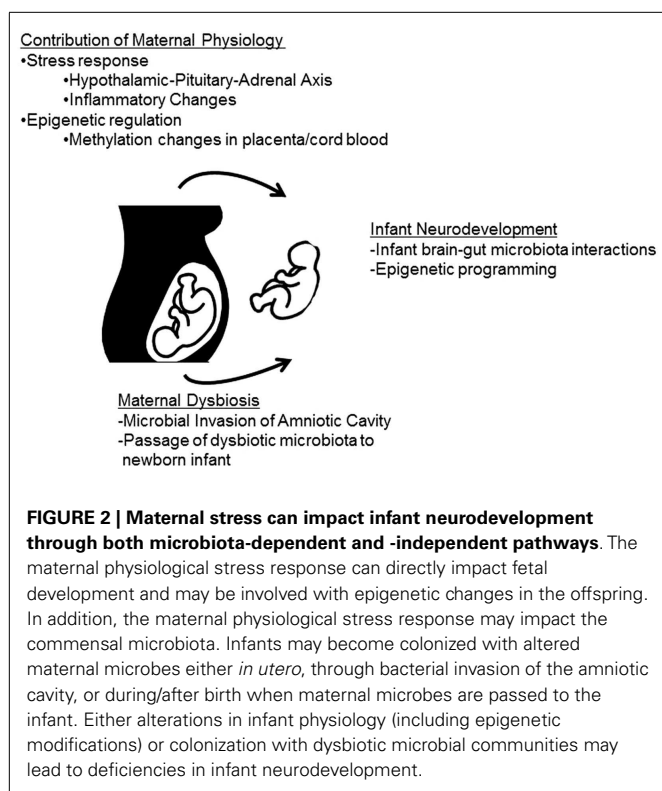 Contribution of Maternal Physiology
•Stress response
•Hypothalamic-Pituitary-Adrenal Axis
•Inflammatory Changes
•Epigenetic regulation
•Methylation changes in placenta/cord blood
Infant Neurodevelopment
-Infant brain-gut microbiota interactions
-Epigenetic programming
Maternal Dysbiosis
-Microbial Invasion of Amniotic Cavity
-Passage of dysbiotic microbiota to
newborn infant
FIGURE 2 | Maternal stress can impact infant neurodevelopment
through both microbiota-dependent and -independent pathways. The
maternal physiological stress response can directly impact fetal
development and may be involved with epigenetic changes in the offspring.
In addition, the maternal physiological stress response may impact the
commensal microbiota. Infants may become colonized with altered
maternal microbes either in utero, through bacterial invasion of the amniotic
cavity, or during/after birth when maternal microbes are passed to the
infant. Either alterations in infant physiology (including epigenetic
modifications) or colonization with dysbiotic microbial communities may
lead to deficiencies in infant neurodevelopment.